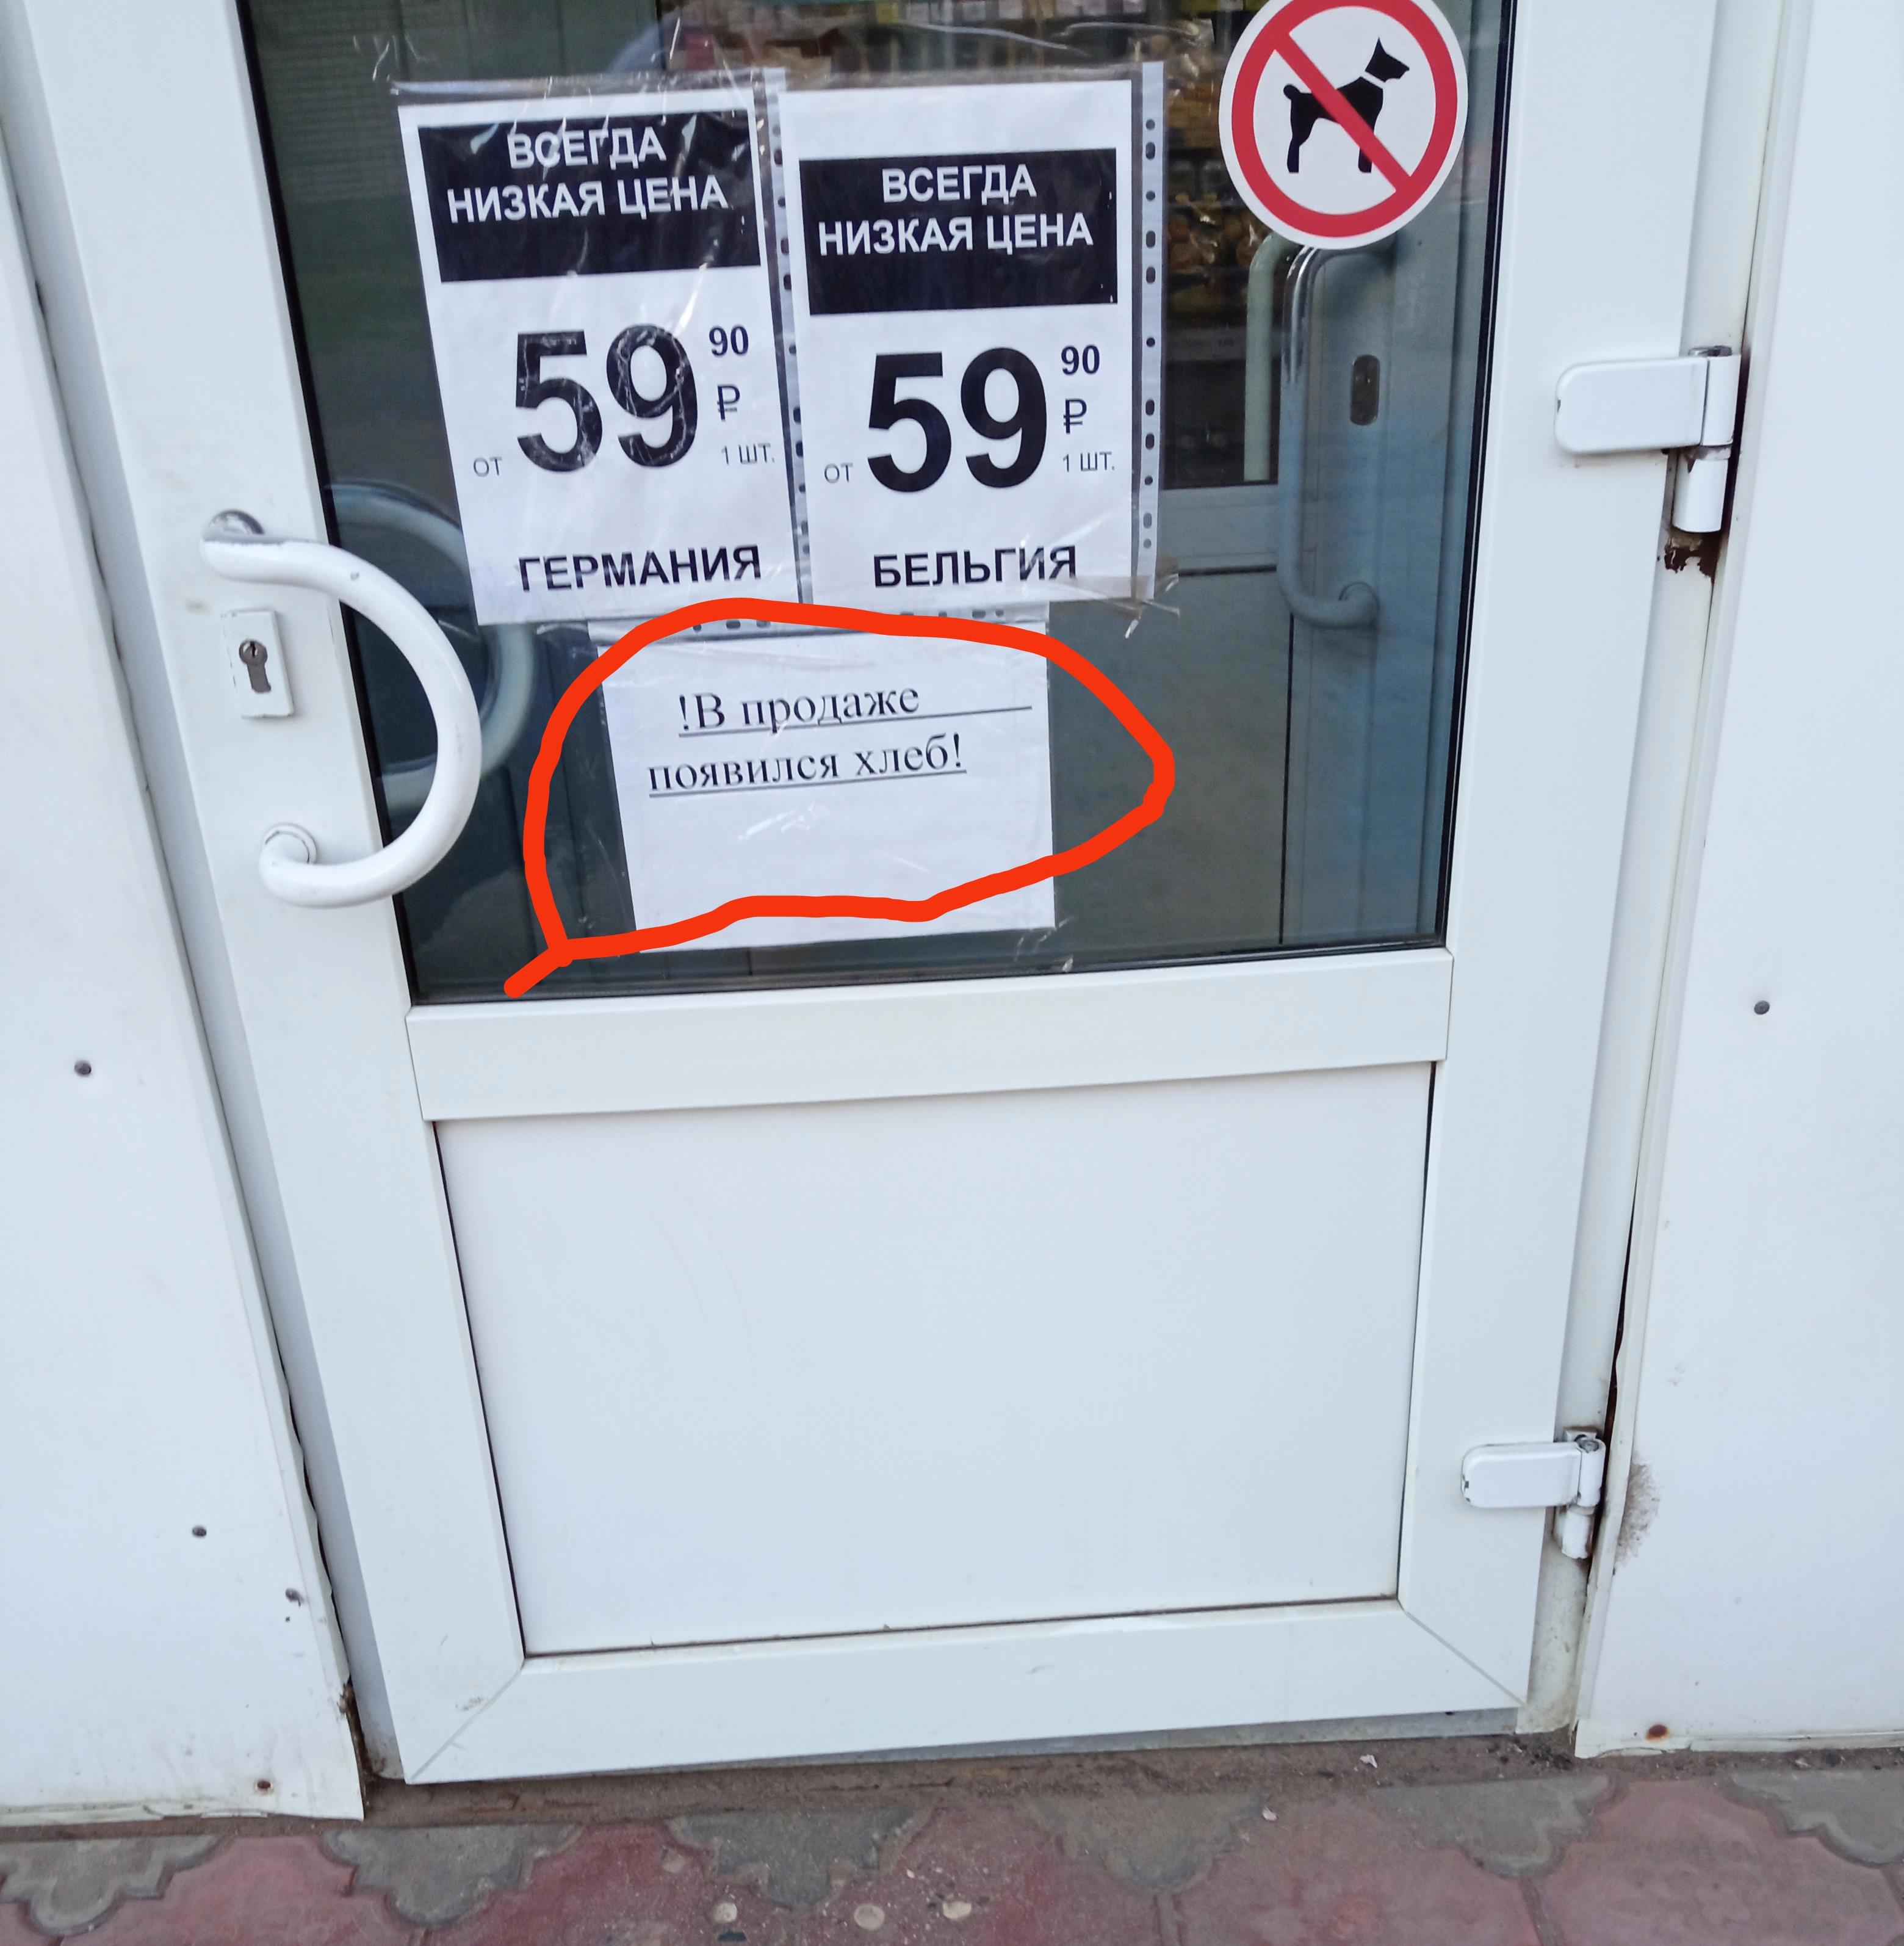 ВСЕГДА
НИЗКАЯ ЦЕНА
от 59 90
₽
1 шт.
ГЕРМАНИЯ
ВСЕГДА
НИЗКАЯ ЦЕНА
от 59 90
₽
1 шт.
БЕЛЬГИЯ
!В продаже
появился хлеб!